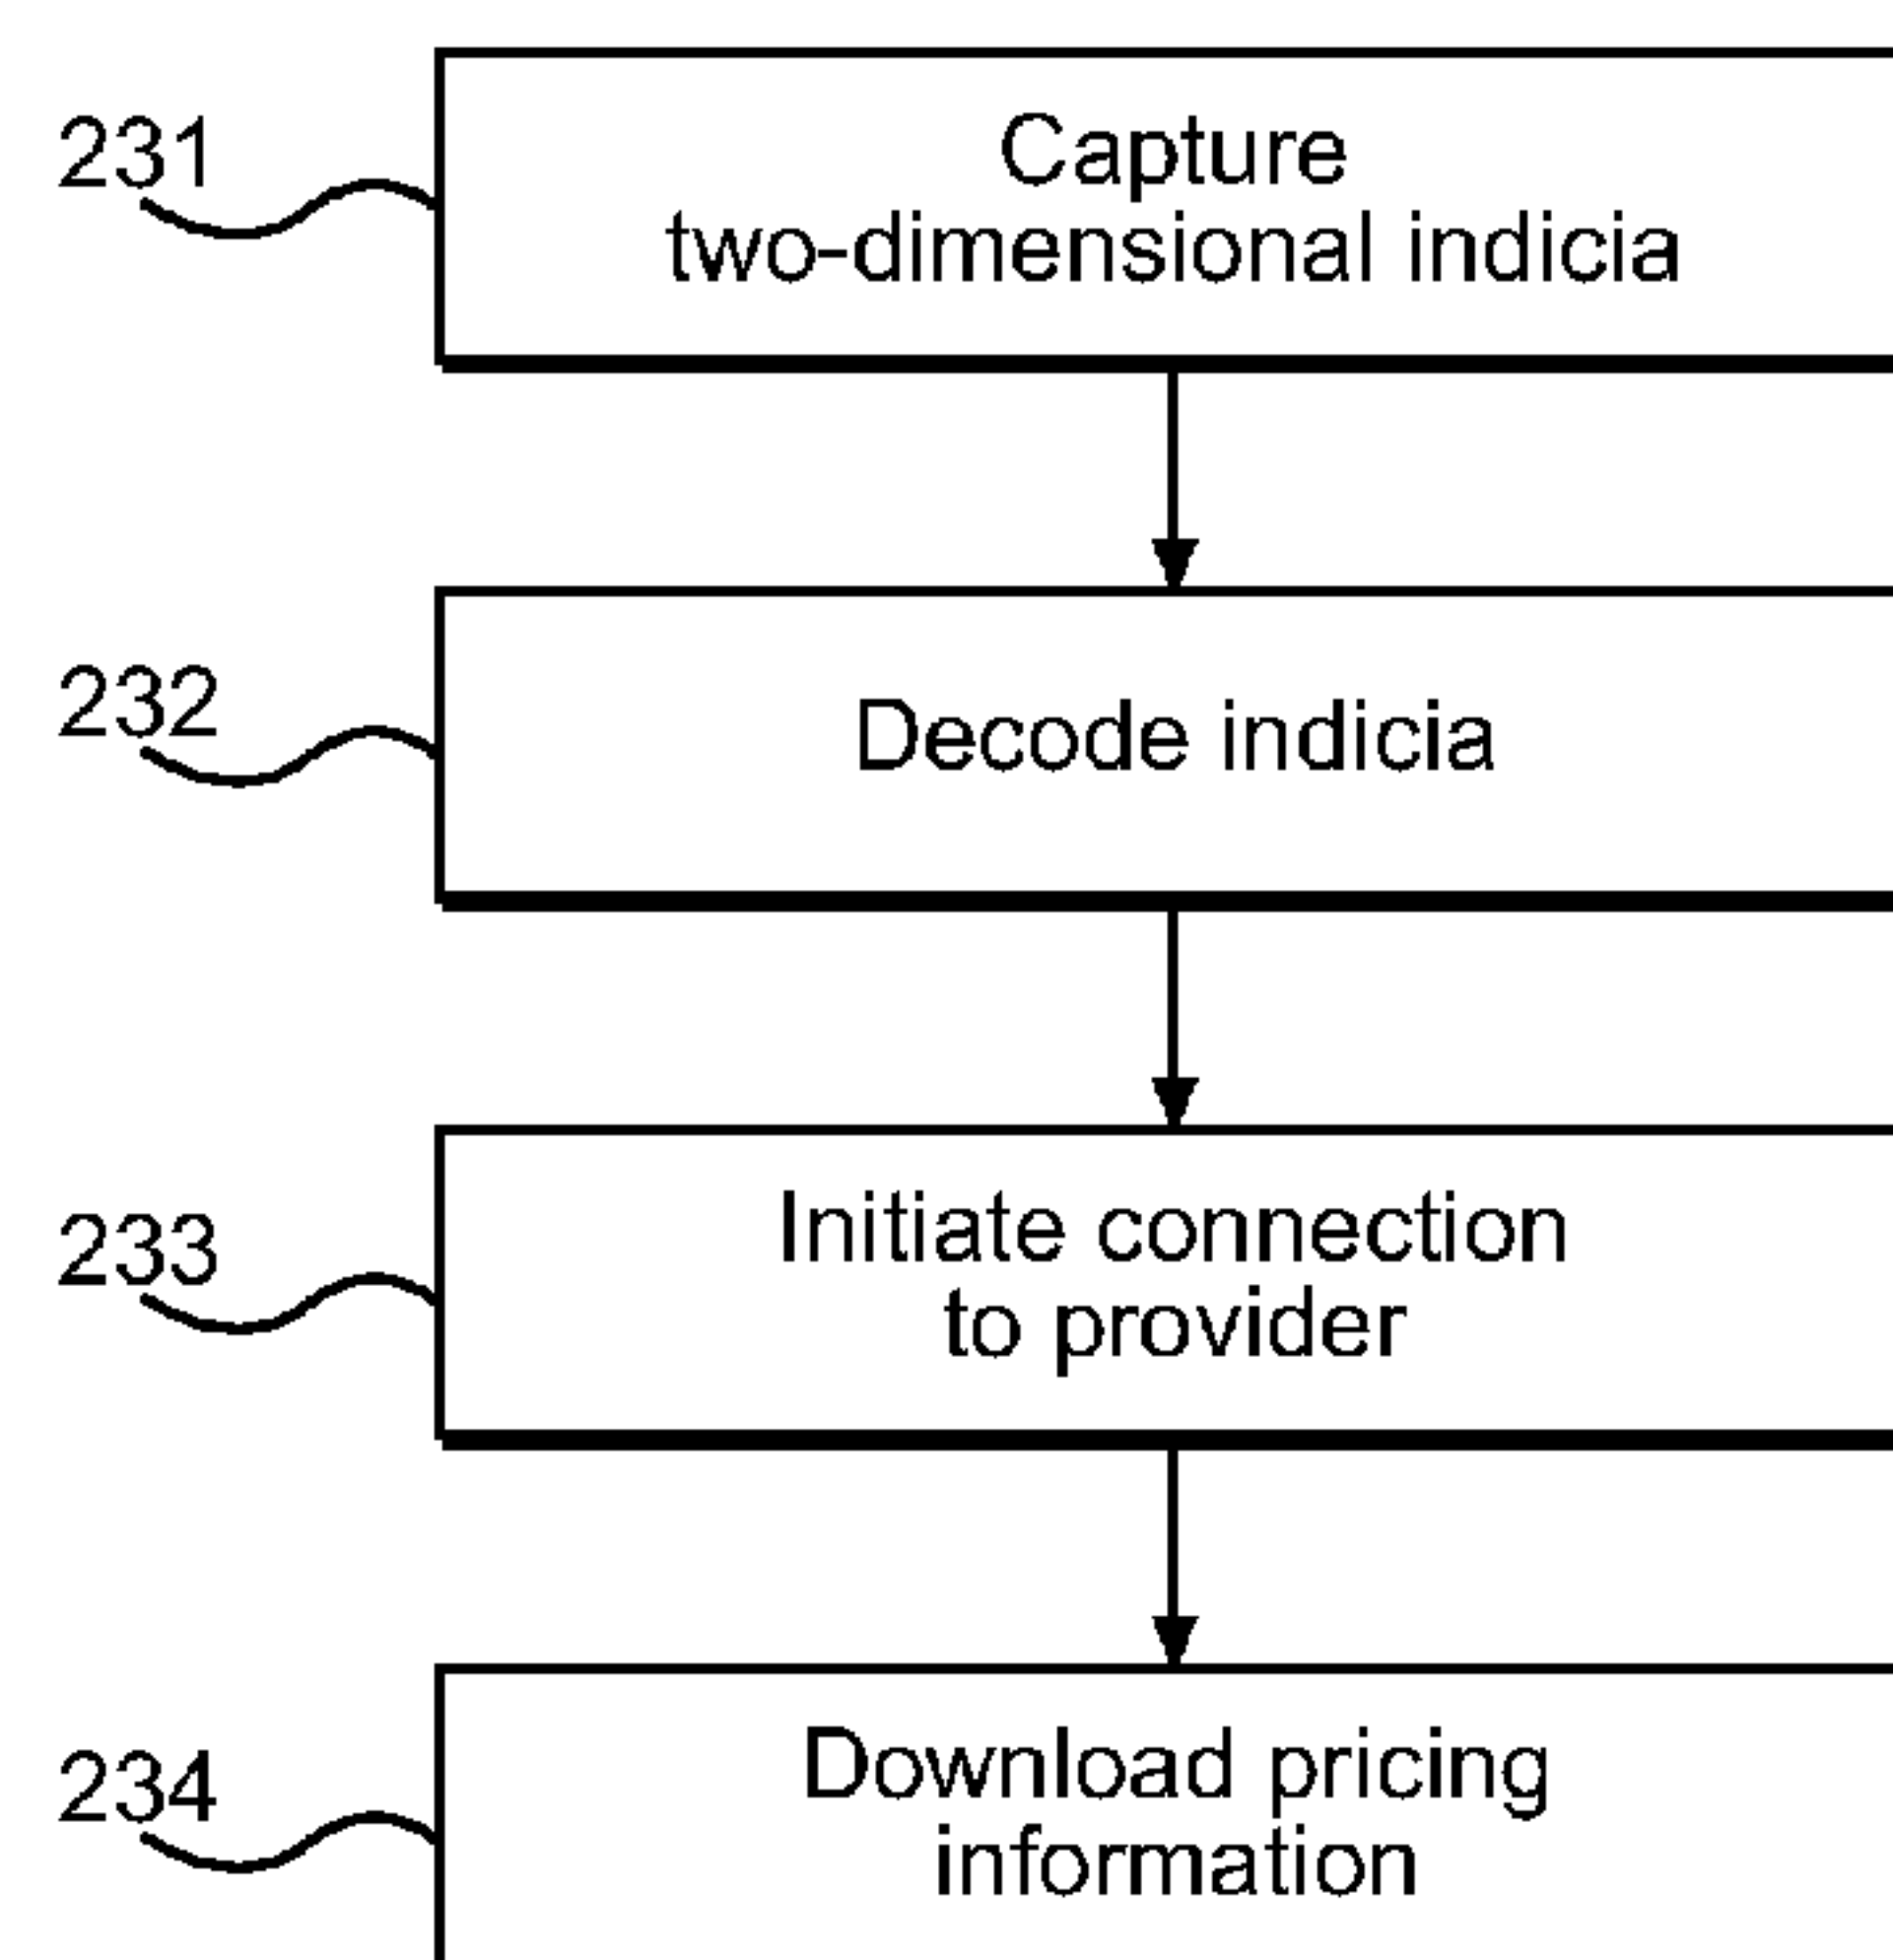 231
Capture
two-dimensional indicia
232
Decode indicia
233
Initiate connection
to provider
234
Download pricing
information